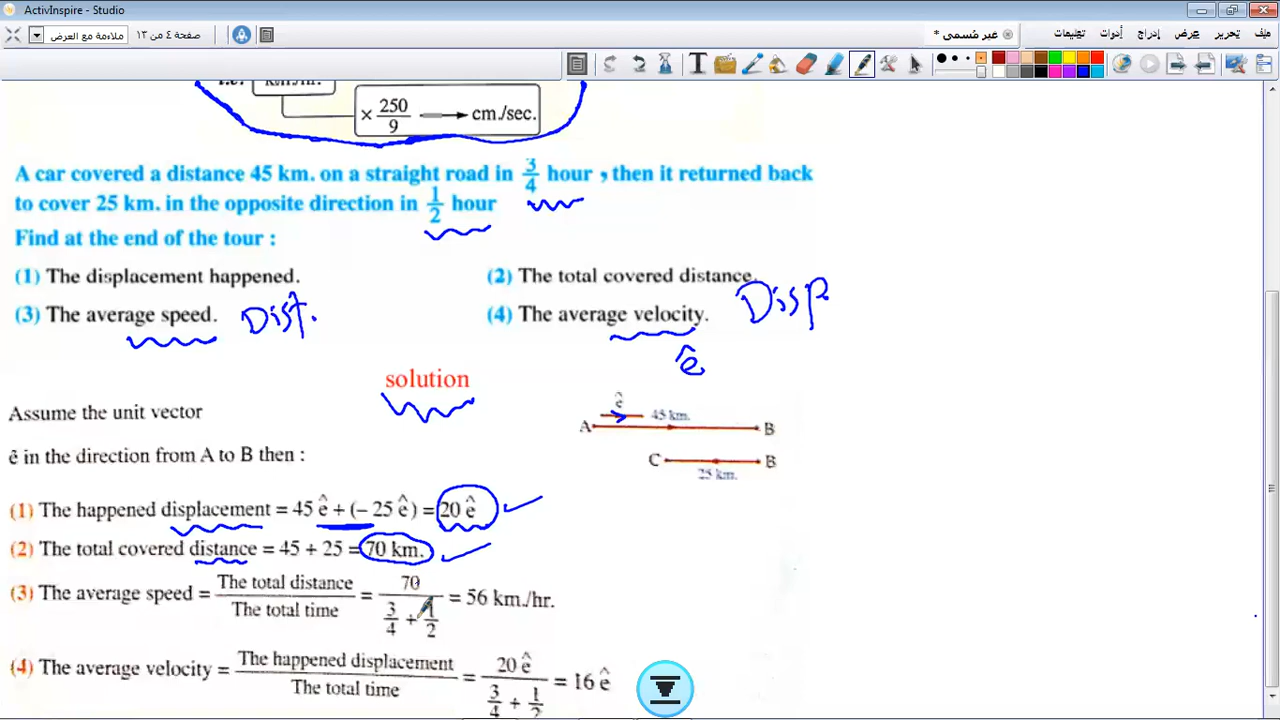 ActivInspire - Studio
ملاءمة مع العرض
صفحة ٤ من ١٣
غير مُسمى *
ملف تحرير عرض إدراج أدوات تعليمات
× 250/9 → cm./sec.
A car covered a distance 45 km. on a straight road in 3/4 hour , then it returned back
to cover 25 km. in the opposite direction in 1/2 hour
Find at the end of the tour :
(1) The displacement happened.
(2) The total covered distance.
(3) The average speed. Dist.
(4) The average velocity. Disp.
ê
solution
Assume the unit vector
ê in the direction from A to B then :
ê 45 km.
A B
C B
25 km.
(1) The happened displacement = 45 ê + (– 25 ê ) = 20 ê
(2) The total covered distance = 45 + 25 = 70 km.
(3) The average speed = The total distance / The total time = 70 / (3/4 + 1/2) = 56 km./hr.
(4) The average velocity = The happened displacement / The total time = 20 ê / (3/4 + 1/2) = 16 ê